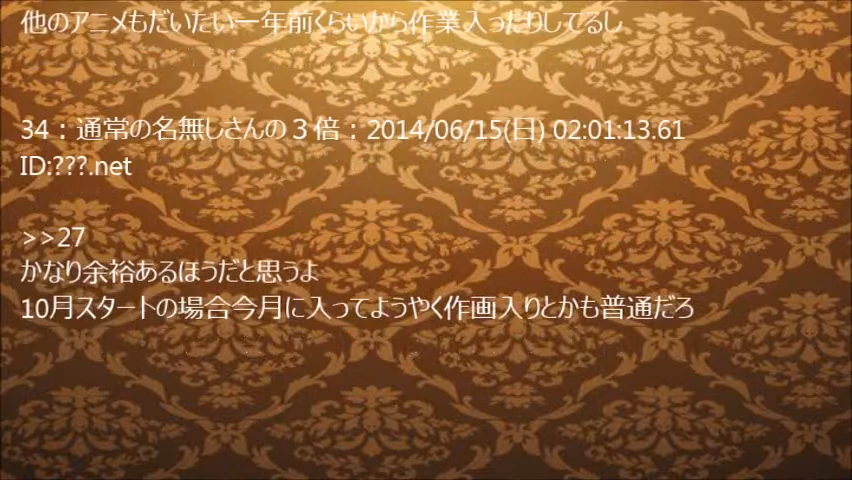 他のアニメもだいたい一年前くらいから作業入ったりしてるし
34：通常の名無しさんの３倍：2014/06/15(日) 02:01:13.61
ID:???.net
>>27
かなり余裕あるほうだと思うよ
10月スタートの場合今月に入ってようやく作画入りとかも普通だろ